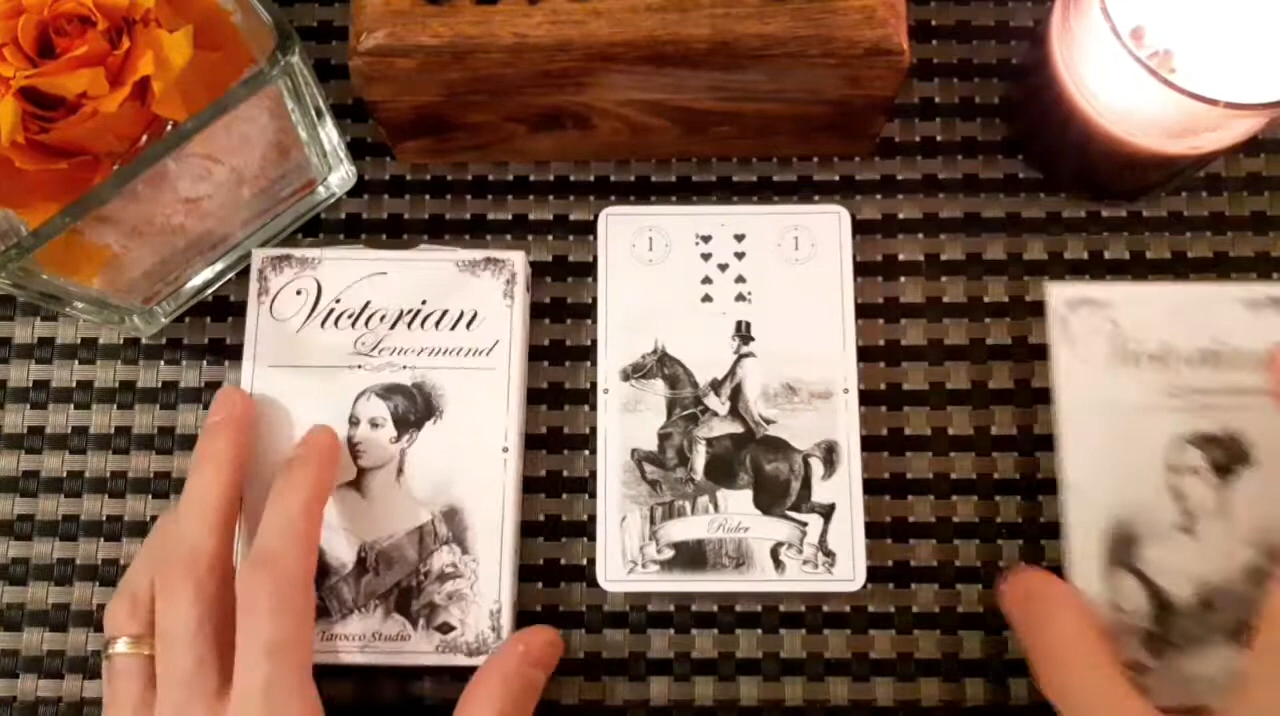 Victorian
Lenormand
Tarocco Studio
1
1
Rider